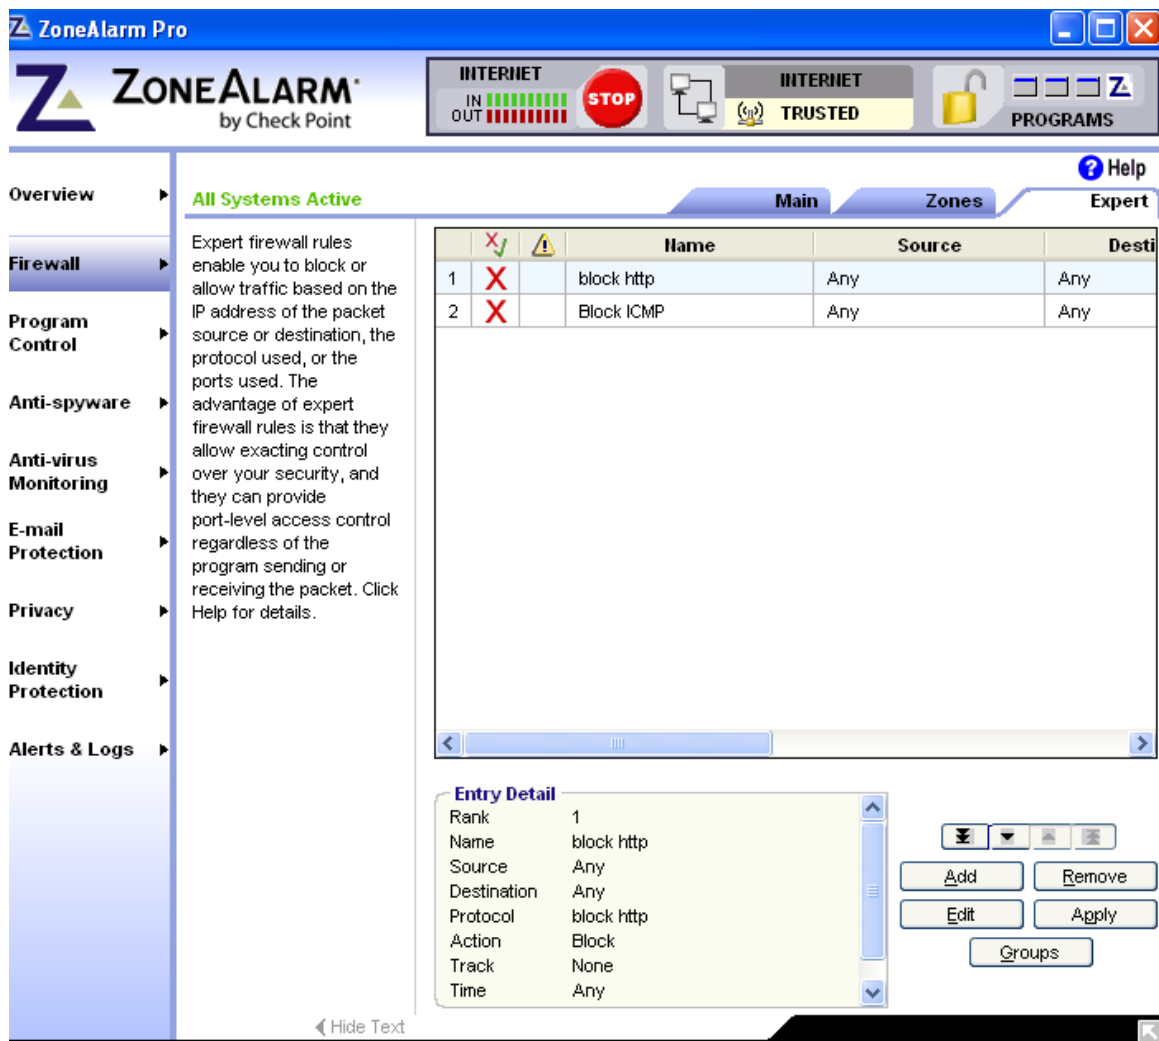 ZoneAlarm Pro
ZONEALARM
by Check Point
INTERNET
IN
OUT
STOP
INTERNET
TRUSTED
PROGRAMS
Help
Overview
Firewall
Program
Control
Anti-spyware
Anti-virus
Monitoring
E-mail
Protection
Privacy
Identity
Protection
Alerts & Logs
All Systems Active
Main
Zones
Expert
Expert firewall rules
enable you to block or
allow traffic based on the
IP address of the packet
source or destination, the
protocol used, or the
ports used. The
advantage of expert
firewall rules is that they
allow exacting control
over your security, and
they can provide
port-level access control
regardless of the
program sending or
receiving the packet. Click
Help for details.
Name Source Desti
1 block http Any Any
2 Block ICMP Any Any
Entry Detail
Rank 1
Name block http
Source Any
Destination Any
Protocol block http
Action Block
Track None
Time Any
Add
Remove
Edit
Apply
Groups
Hide Text